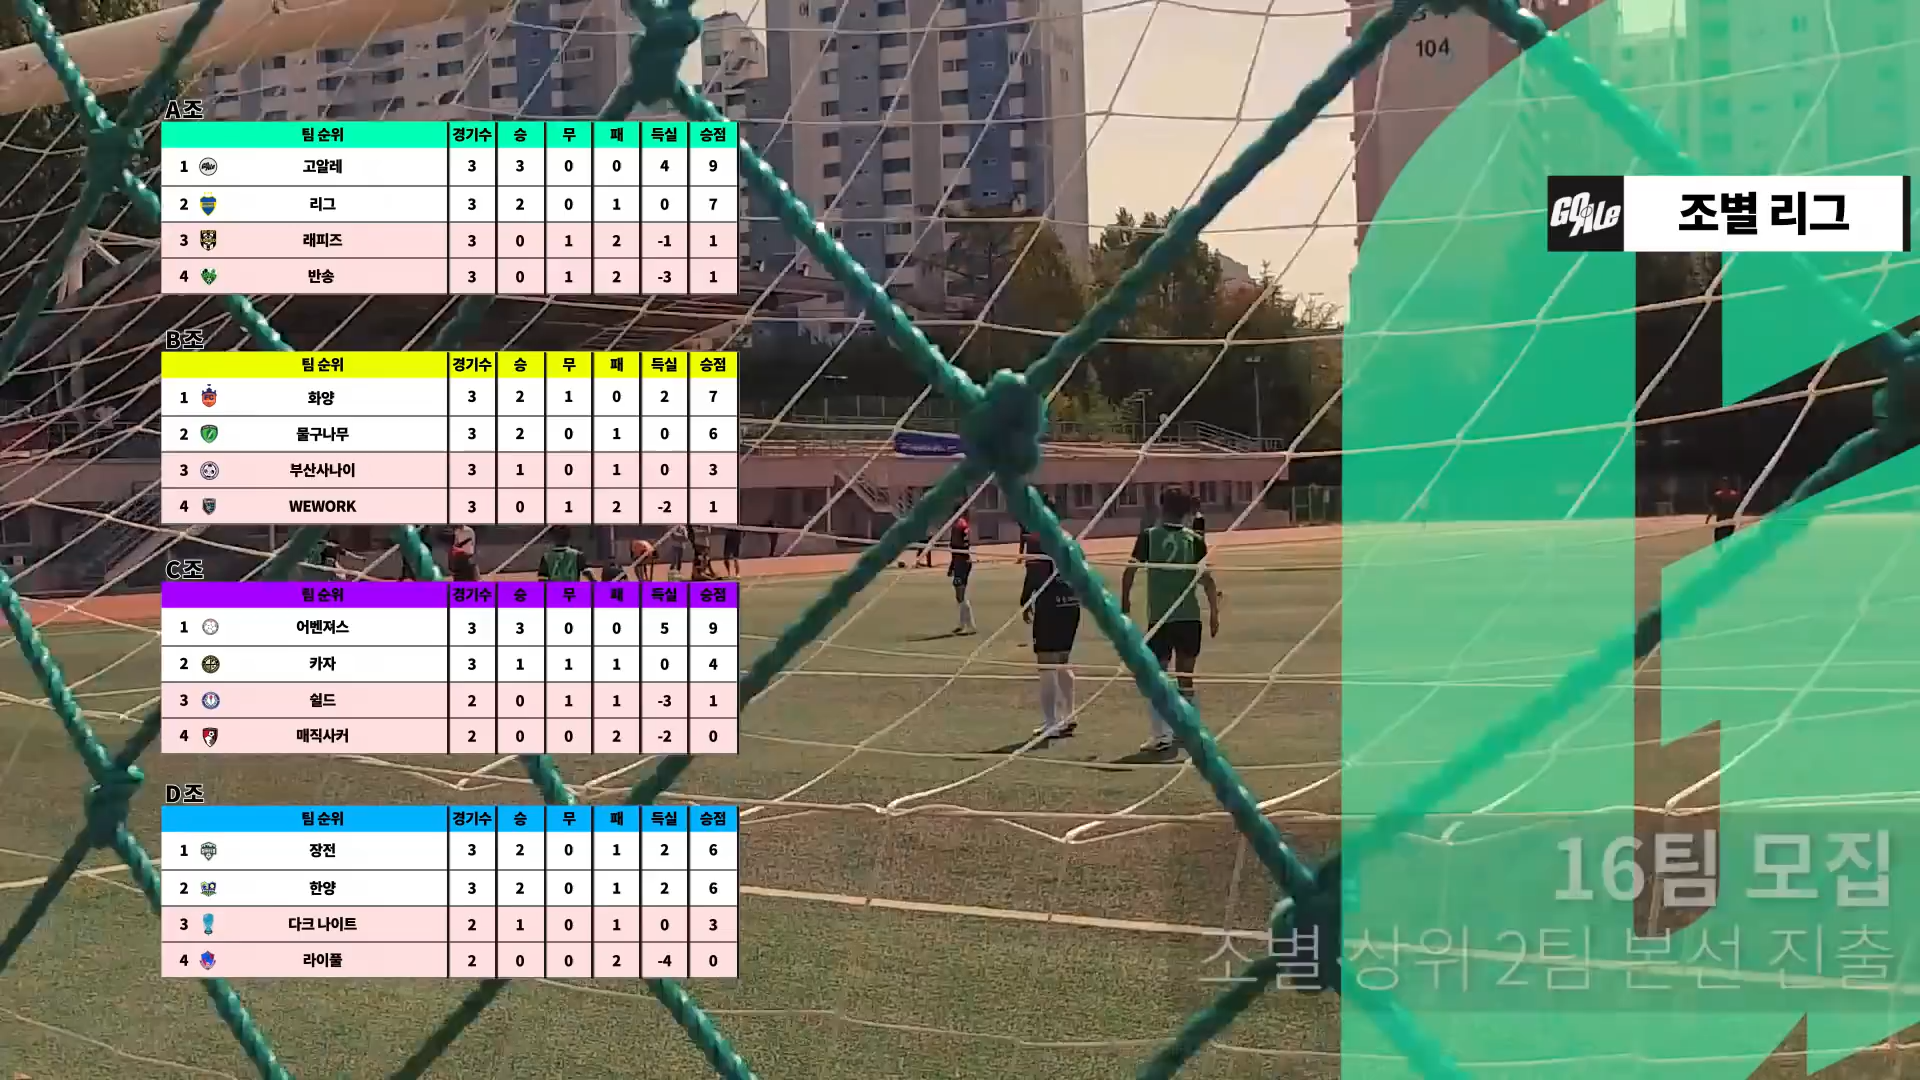 A조
팀 순위 경기수 승 무 패 득실 승점
1 고알레 3 3 0 0 4 9
2 리그 3 2 0 1 0 7
3 래피즈 3 0 1 2 -1 1
4 반송 3 0 1 2 -3 1
B조
팀 순위 경기수 승 무 패 득실 승점
1 화양 3 2 1 0 2 7
2 물구나무 3 2 0 1 0 6
3 부산사나이 3 1 0 1 0 3
4 WEWORK 3 0 1 2 -2 1
C조
팀 순위 경기수 승 무 패 득실 승점
1 어벤져스 3 3 0 0 5 9
2 카자 3 1 1 1 0 4
3 쉴드 2 0 1 1 -3 1
4 매직사커 2 0 0 2 -2 0
D조
팀 순위 경기수 승 무 패 득실 승점
1 장전 3 2 0 1 2 6
2 한양 3 2 0 1 2 6
3 다크 나이트 2 1 0 1 0 3
4 라이풀 2 0 0 2 -4 0
104
GOALE 조별 리그
21
16팀 모집
조별 상위 2팀 본선 진출